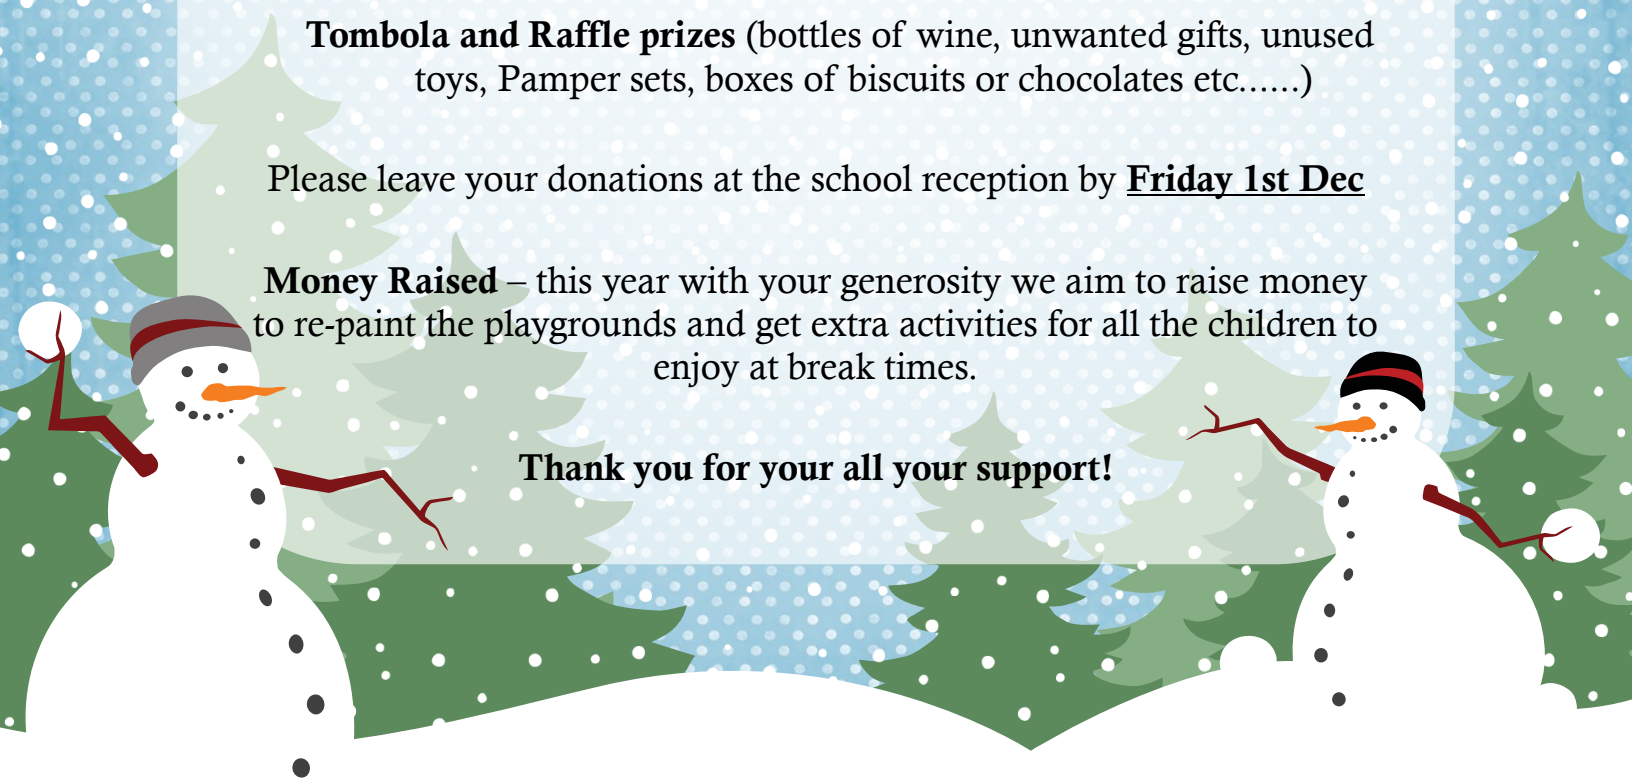 Tombola and Raffle prizes (bottles of wine, unwanted gifts, unused
toys, Pamper sets, boxes of biscuits or chocolates etc......)
Please leave your donations at the school reception by Friday 1st Dec
Money Raised – this year with your generosity we aim to raise money
to re-paint the playgrounds and get extra activities for all the children to
enjoy at break times.
Thank you for your all your support!